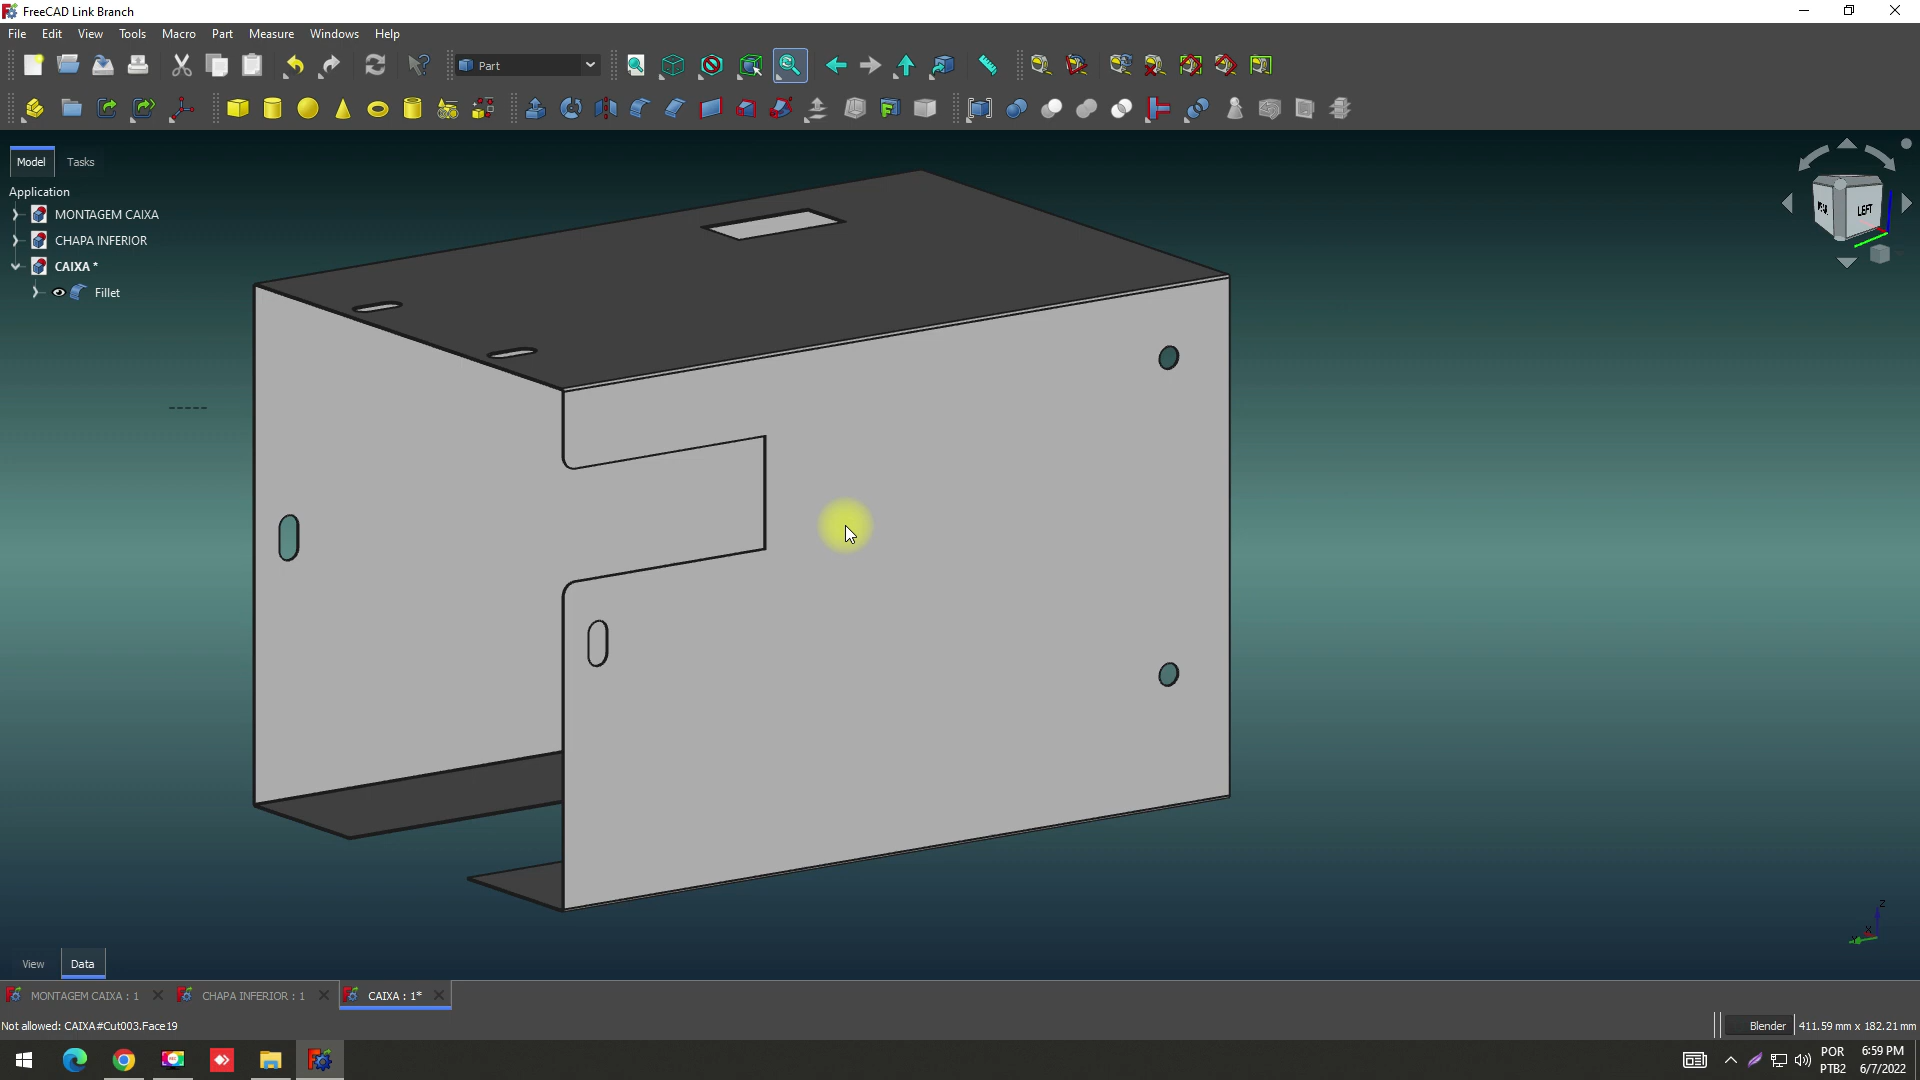 FreeCAD Link Branch
File Edit View Tools Macro Part Measure Windows Help
Part
Model Tasks
Application
MONTAGEM CAIXA
CHAPA INFERIOR
CAIXA *
Fillet
LEFT
Z
X
View Data
MONTAGEM CAIXA : 1 CHAPA INFERIOR : 1 CAIXA : 1*
Not allowed: CAIXA#Cut003.Face19
Blender 411.59 mm x 182.21 mm
POR 6:59 PM
PTB2 6/7/2022